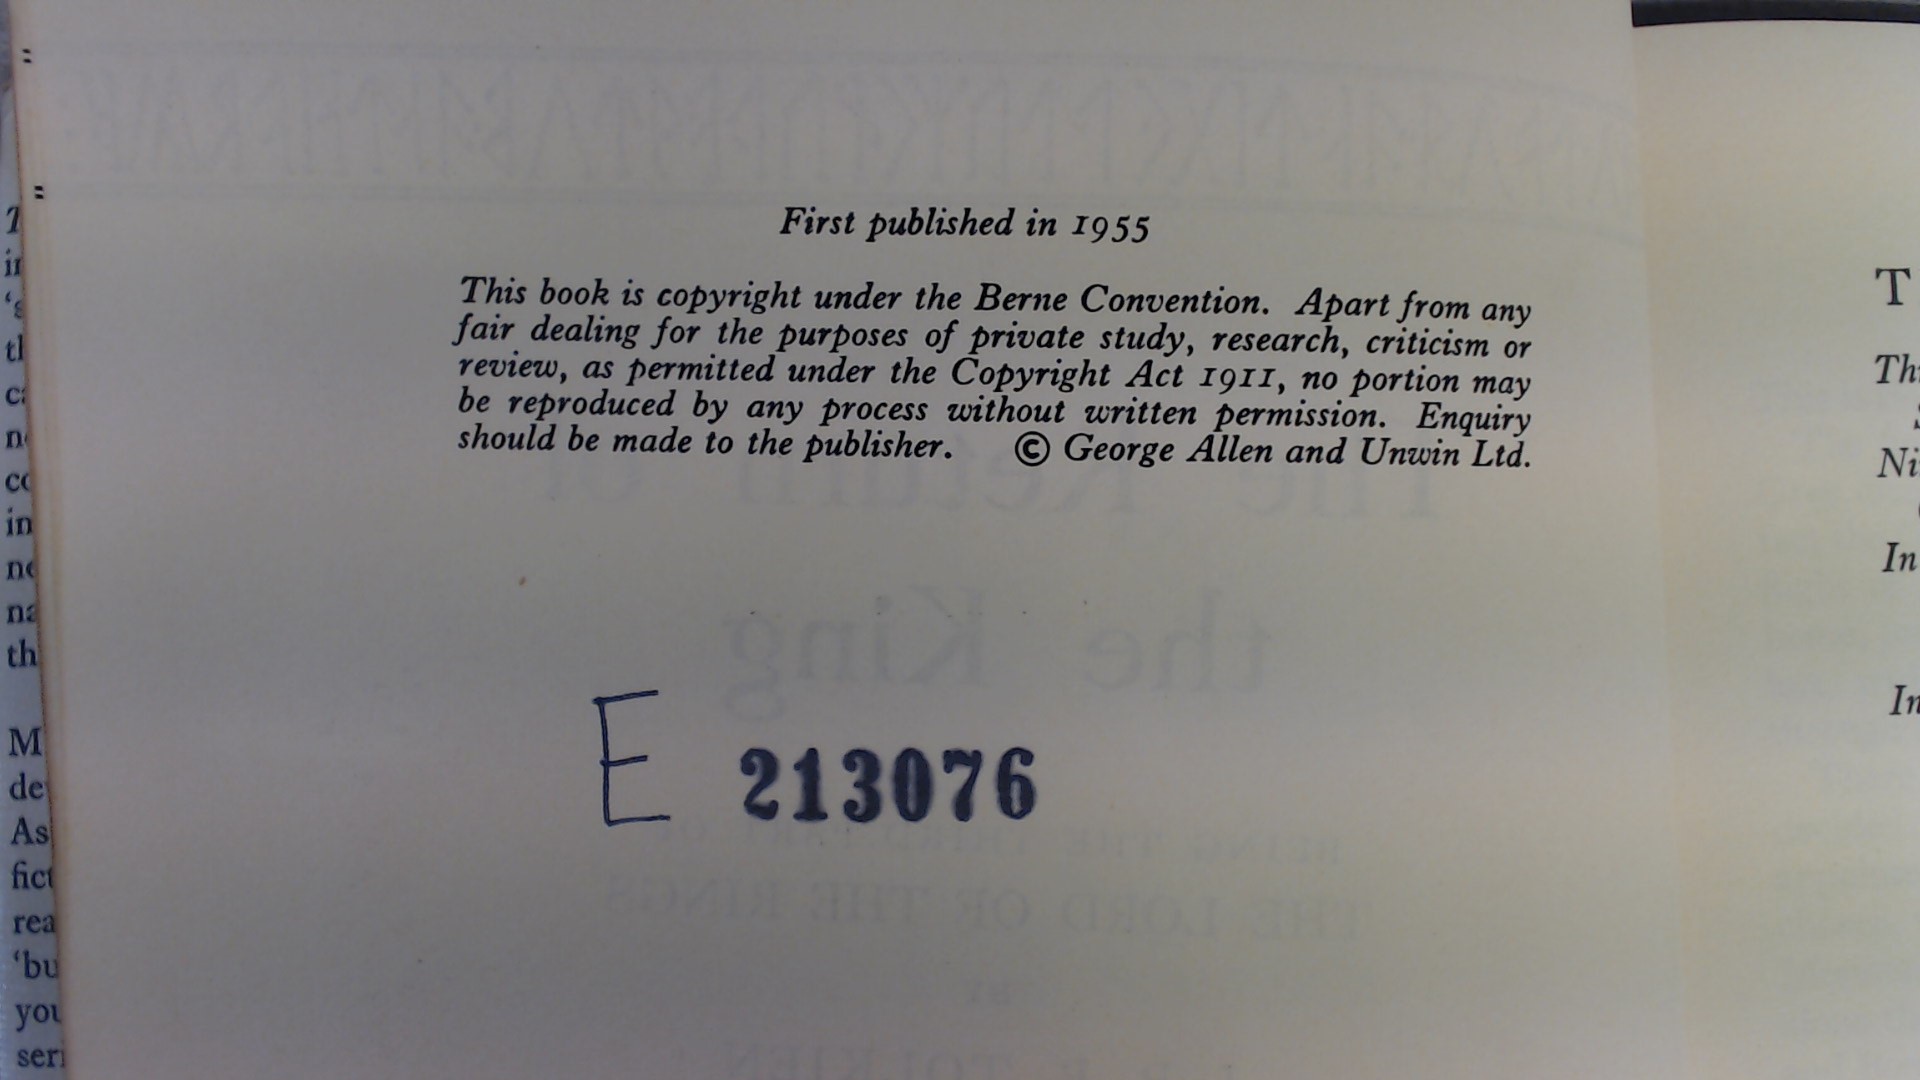 First published in 1955
This book is copyright under the Berne Convention. Apart from any
fair dealing for the purposes of private study, research, criticism or
review, as permitted under the Copyright Act 1911, no portion may
be reproduced by any process without written permission. Enquiry
should be made to the publisher. © George Allen and Unwin Ltd.
E 213076